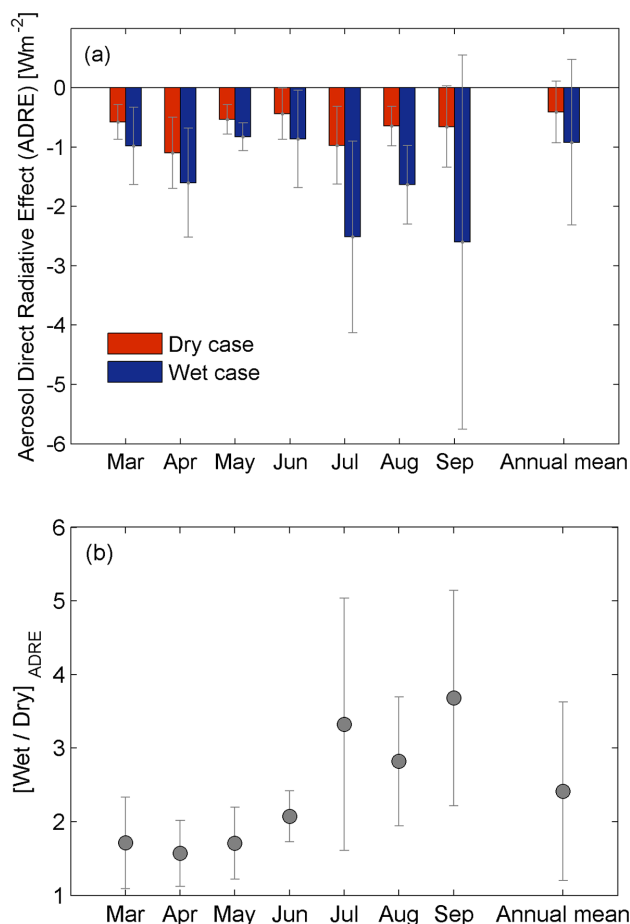 (a)
Aerosol Direct Radiative Effect (ADRE) [Wm⁻²]
0
-1
-2
-3
-4
-5
-6
Dry case
Wet case
Mar Apr May Jun Jul Aug Sep Annual mean
(b)
[Wet / Dry] ADRE
6
5
4
3
2
1
Mar Apr May Jun Jul Aug Sep Annual mean